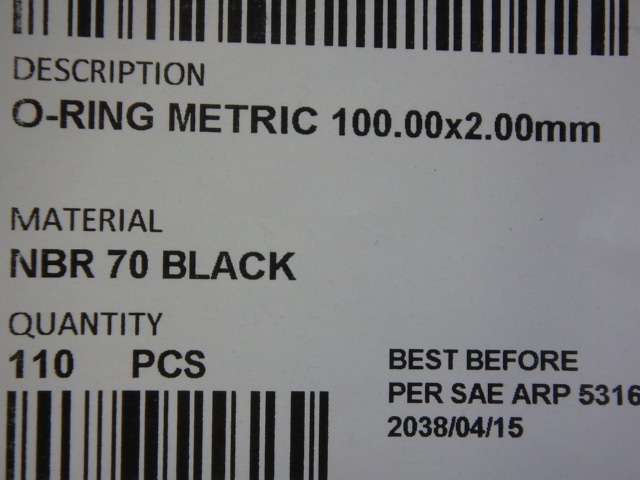 DESCRIPTION
O-RING METRIC 100.00x2.00mm
MATERIAL
NBR 70 BLACK
QUANTITY
110 PCS
BEST BEFORE
PER SAE ARP 5316
2038/04/15